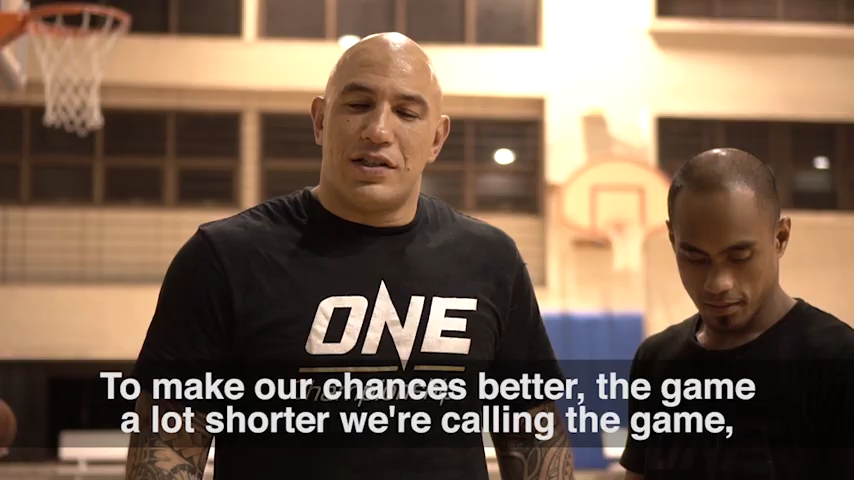 ONE
To make our chances better, the game
a lot shorter we're calling the game,